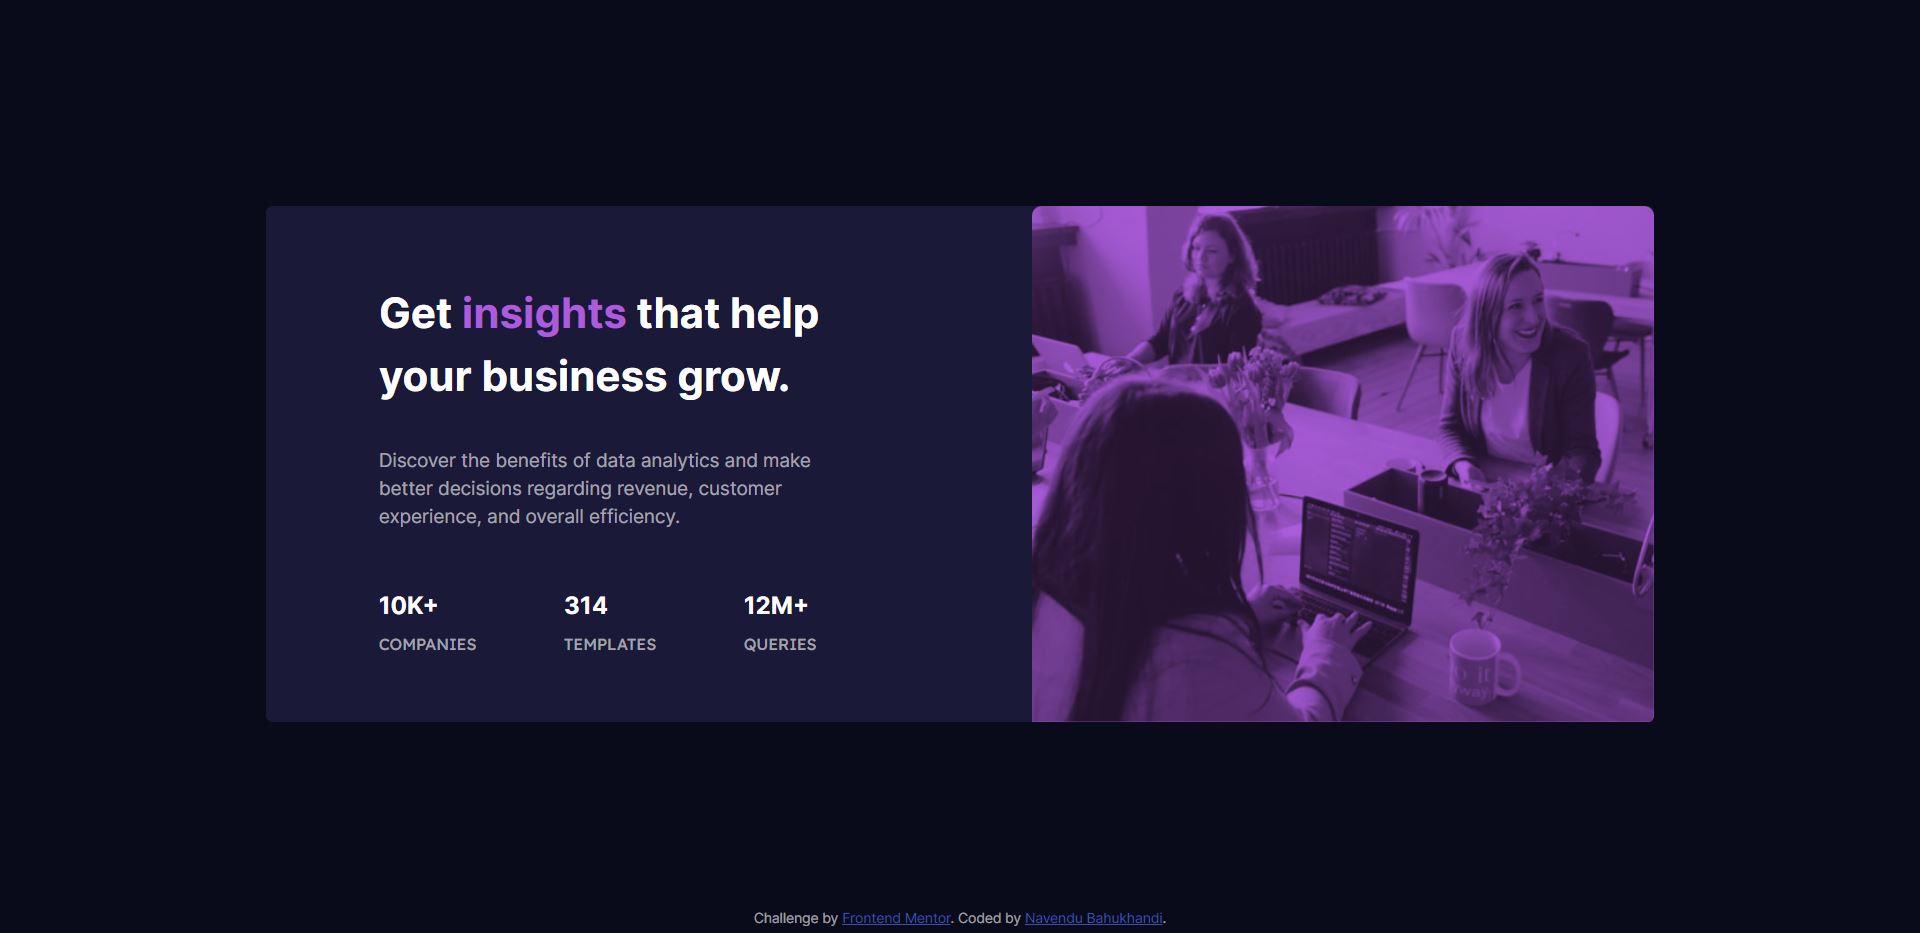 Get insights that help
your business grow.
Discover the benefits of data analytics and make
better decisions regarding revenue, customer
experience, and overall efficiency.
10K+ 314 12M+
COMPANIES TEMPLATES QUERIES
Challenge by Frontend Mentor. Coded by Navendu Bahukhandi.